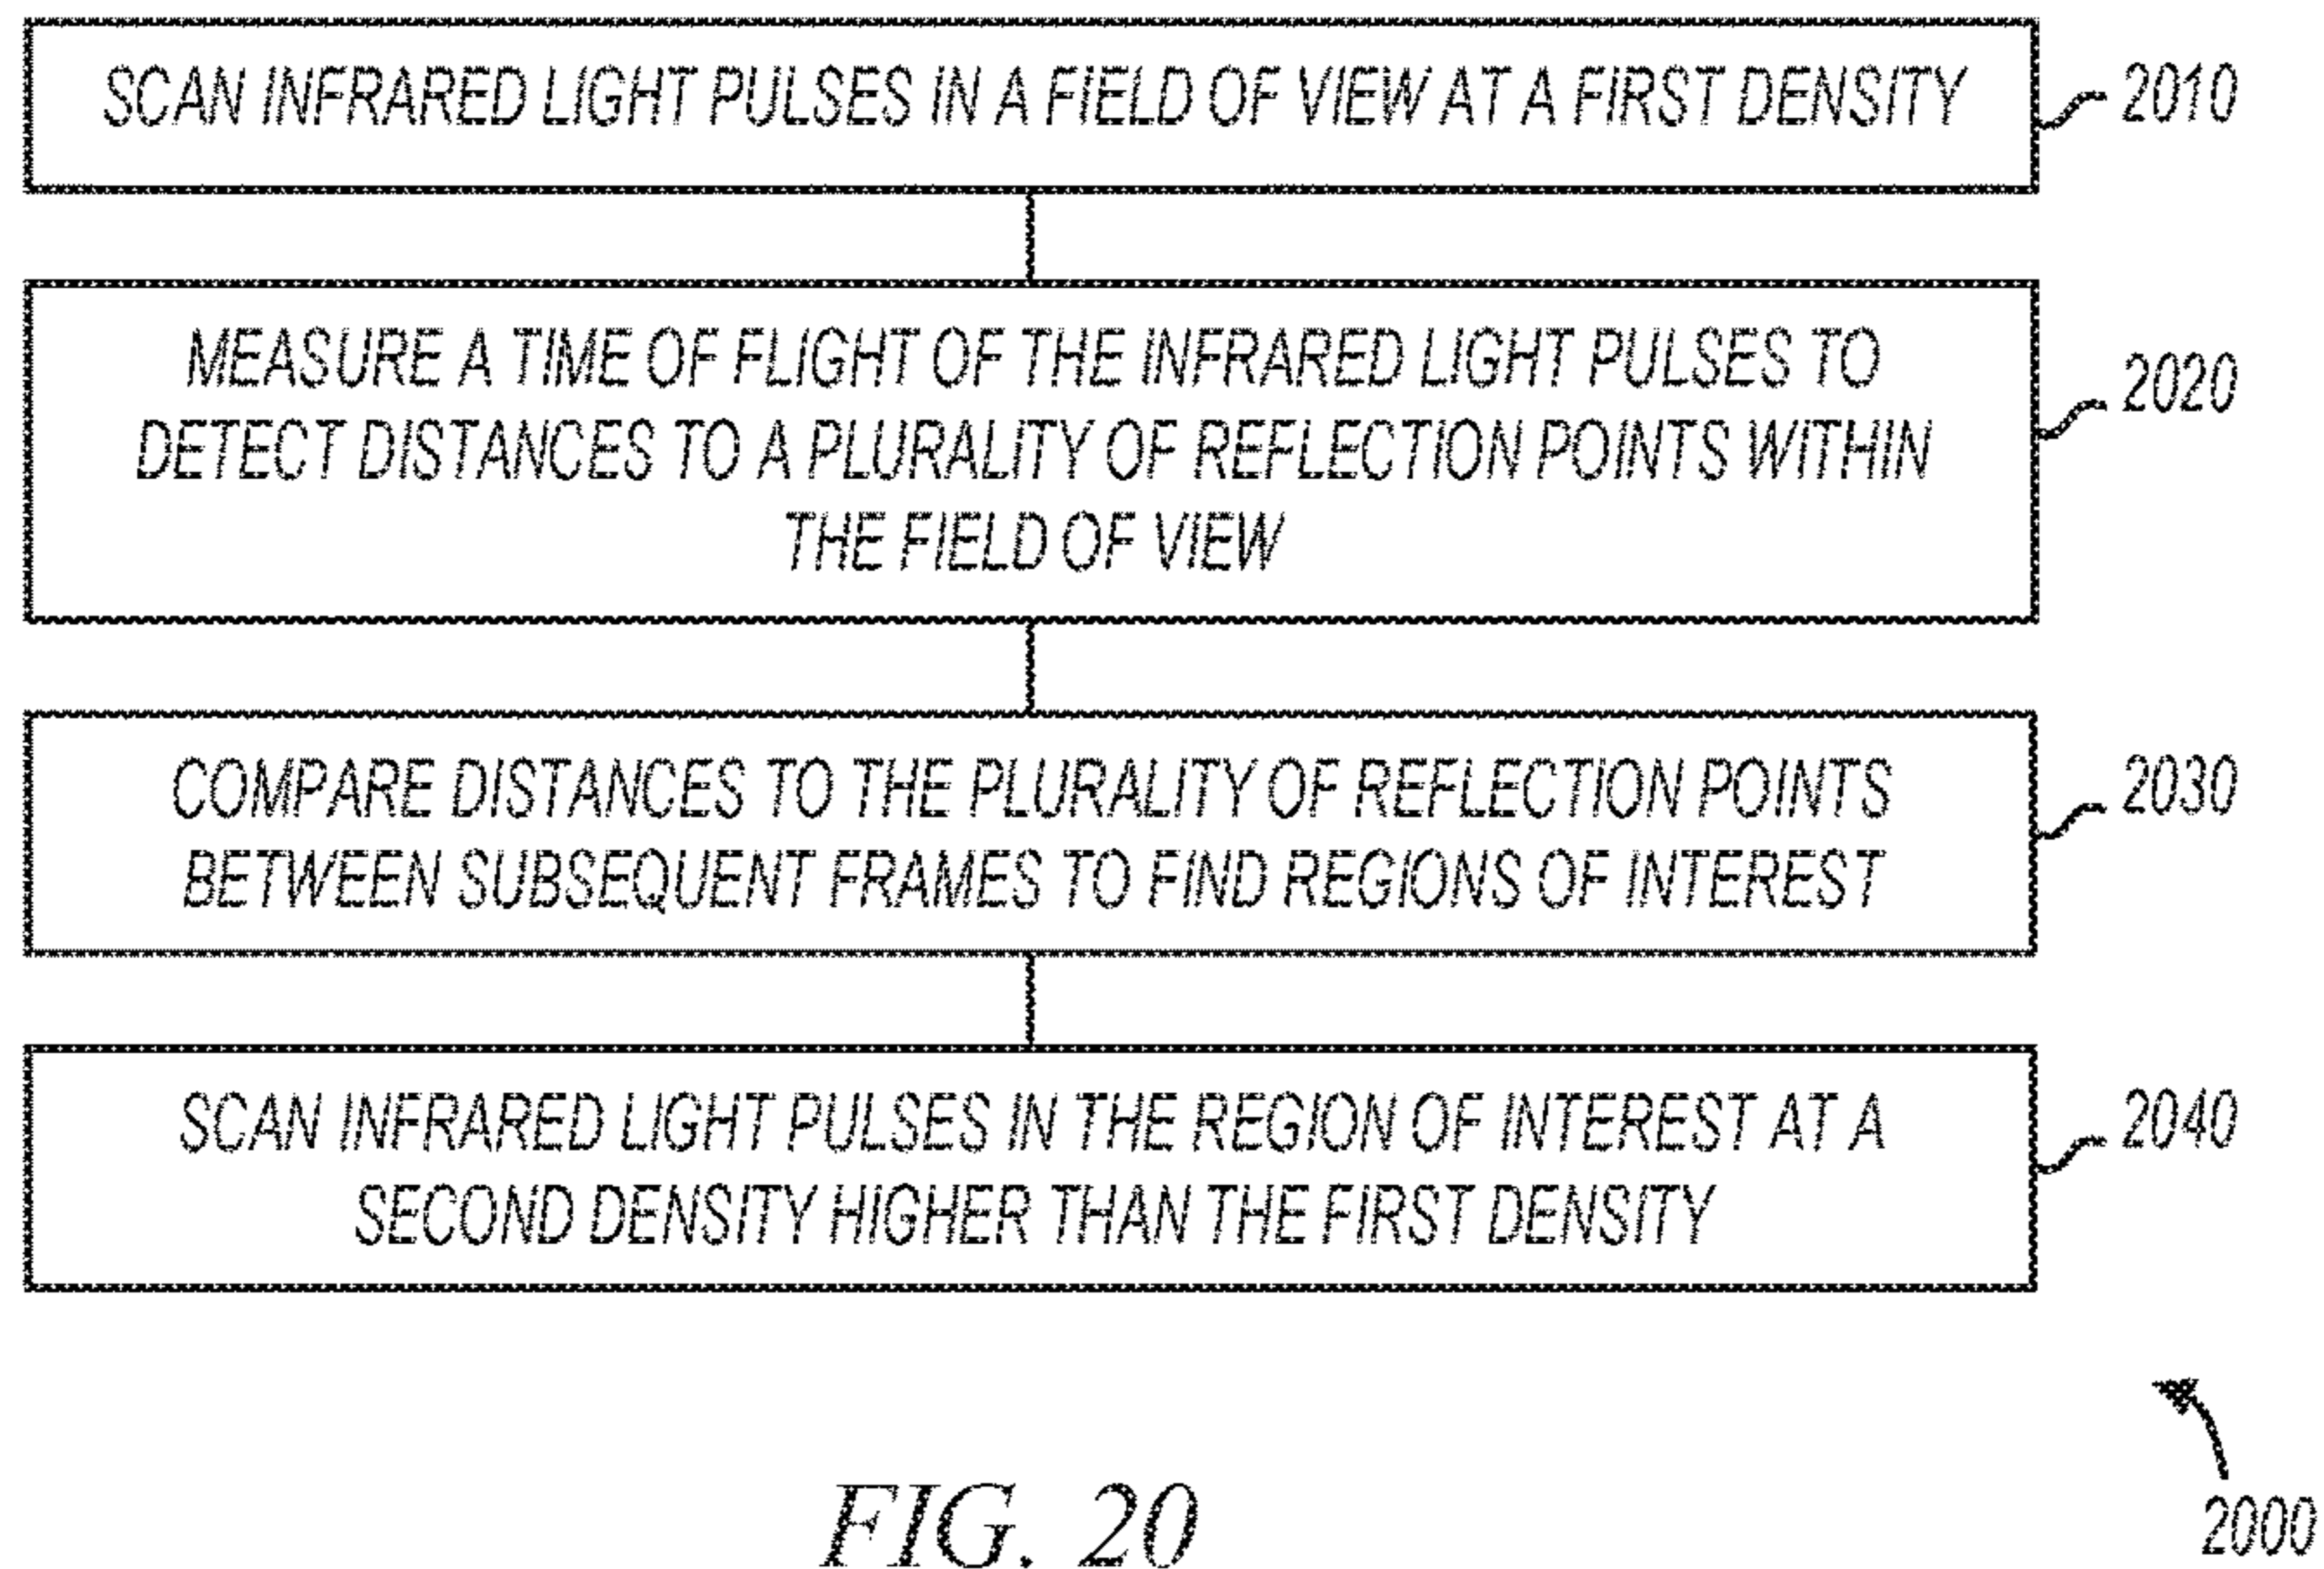 SCAN INFRARED LIGHT PULSES IN A FIELD OF VIEW AT A FIRST DENSITY
2010
MEASURE A TIME OF FLIGHT OF THE INFRARED LIGHT PULSES TO
DETECT DISTANCES TO A PLURALITY OF REFLECTION POINTS WITHIN
THE FIELD OF VIEW
2020
COMPARE DISTANCES TO THE PLURALITY OF REFLECTION POINTS
BETWEEN SUBSEQUENT FRAMES TO FIND REGIONS OF INTEREST
2030
SCAN INFRARED LIGHT PULSES IN THE REGION OF INTEREST AT A
SECOND DENSITY HIGHER THAN THE FIRST DENSITY
2040
2000
FIG. 20